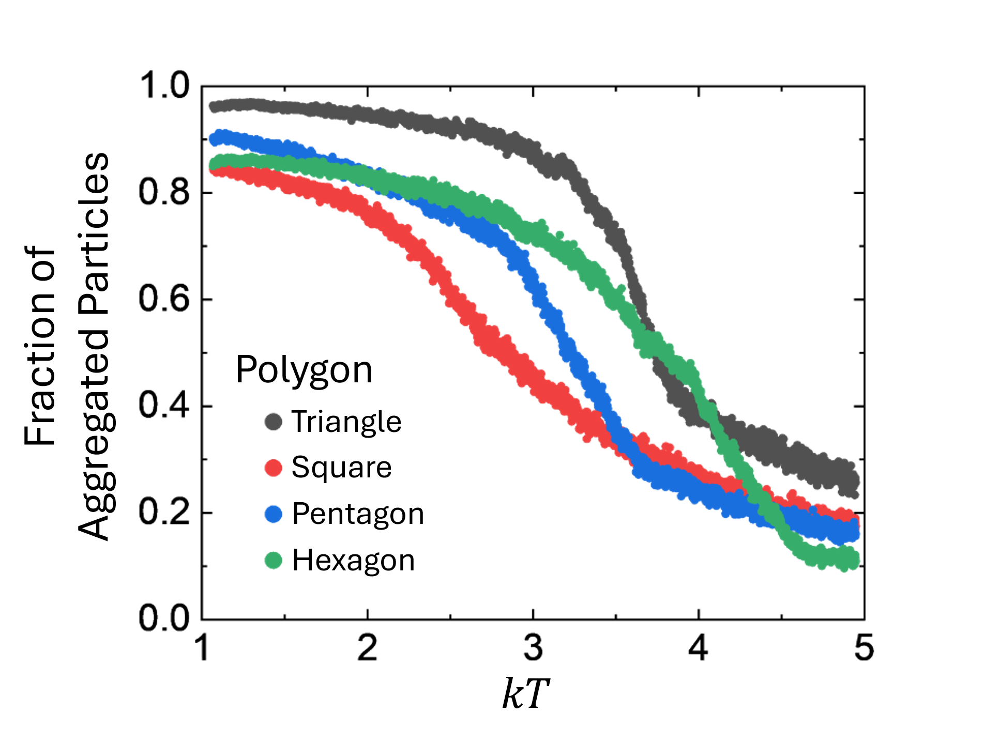 Fraction of
Aggregated Particles
1.0
0.8
0.6
0.4
0.2
0.0
Polygon
Triangle
Square
Pentagon
Hexagon
1 2 3 4 5
kT